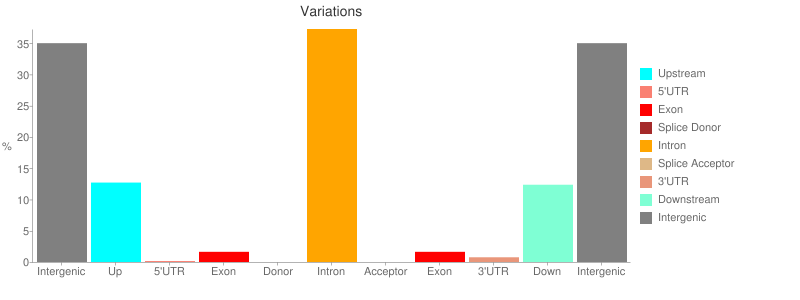 Variations
35
30
25
20
15
10
5
0
%
Intergenic Up 5'UTR Exon Donor Intron Acceptor Exon 3'UTR Down Intergenic
Upstream
5'UTR
Exon
Splice Donor
Intron
Splice Acceptor
3'UTR
Downstream
Intergenic